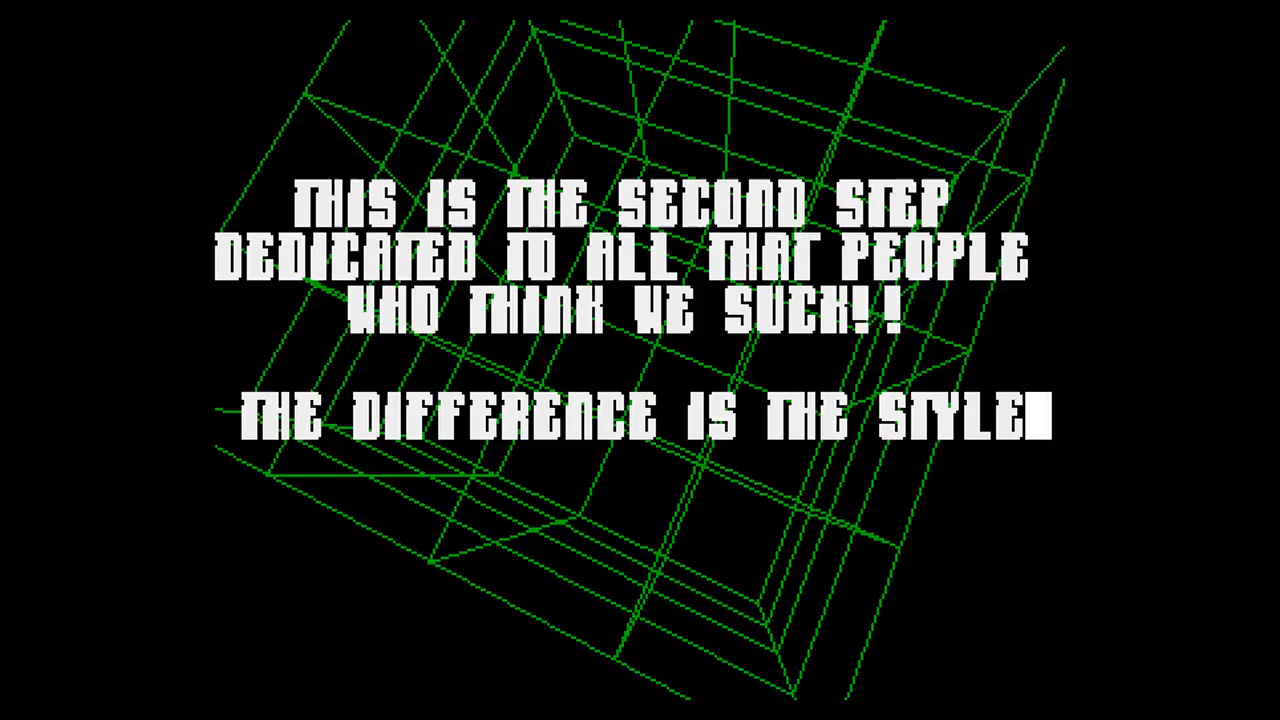 THIS IS THE SECOND STEP
DEDICATED TO ALL THAT PEOPLE
WHO THINK WE SUCK!!
THE DIFFERENCE IS THE STYLE